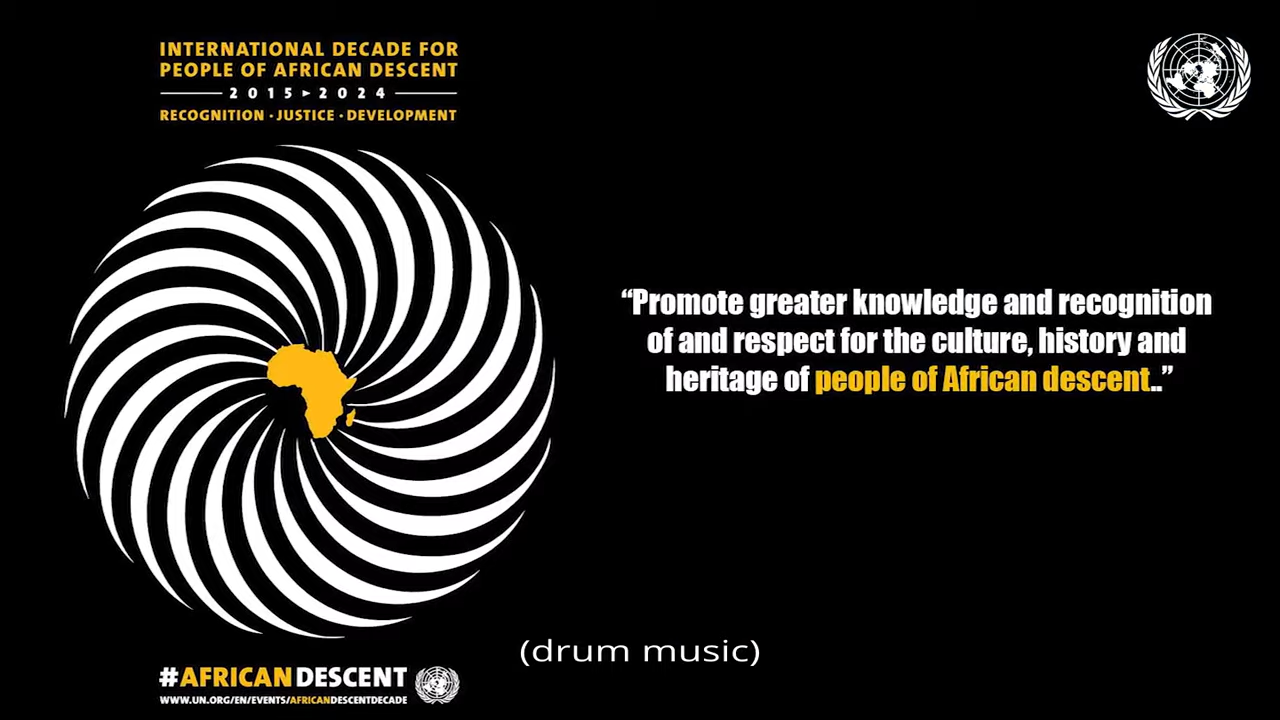 INTERNATIONAL DECADE FOR
PEOPLE OF AFRICAN DESCENT
2015▸2024
RECOGNITION · JUSTICE · DEVELOPMENT
“Promote greater knowledge and recognition
of and respect for the culture, history and
heritage of people of African descent..”
(drum music)
#AFRICANDESCENT
WWW.UN.ORG/EN/EVENTS/AFRICANDESCENTDECADE